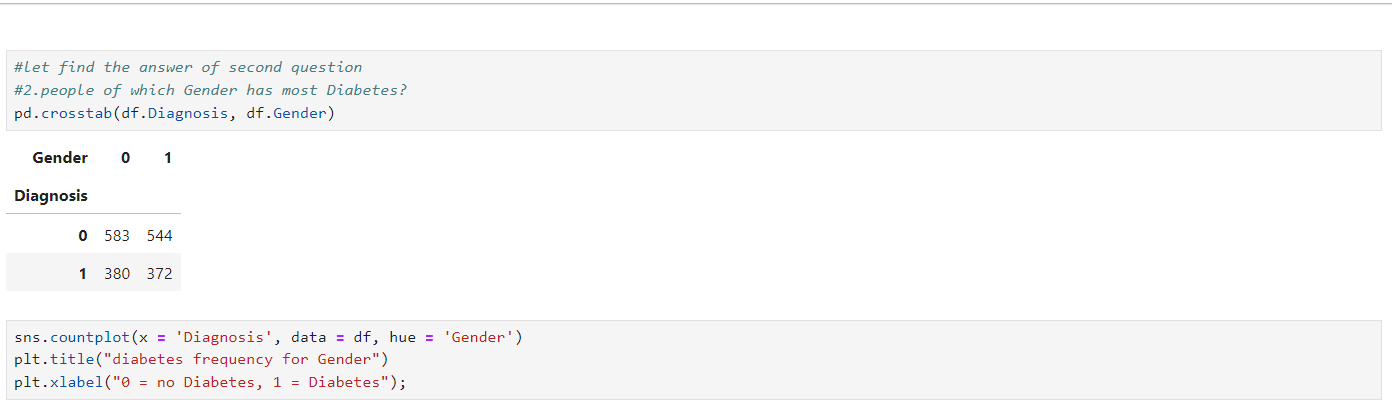 #let find the answer of second question
#2.people of which Gender has most Diabetes?
pd.crosstab(df.Diagnosis, df.Gender)
Gender 0 1
Diagnosis
0 583 544
1 380 372
sns.countplot(x = 'Diagnosis', data = df, hue = 'Gender')
plt.title("diabetes frequency for Gender")
plt.xlabel("0 = no Diabetes, 1 = Diabetes");